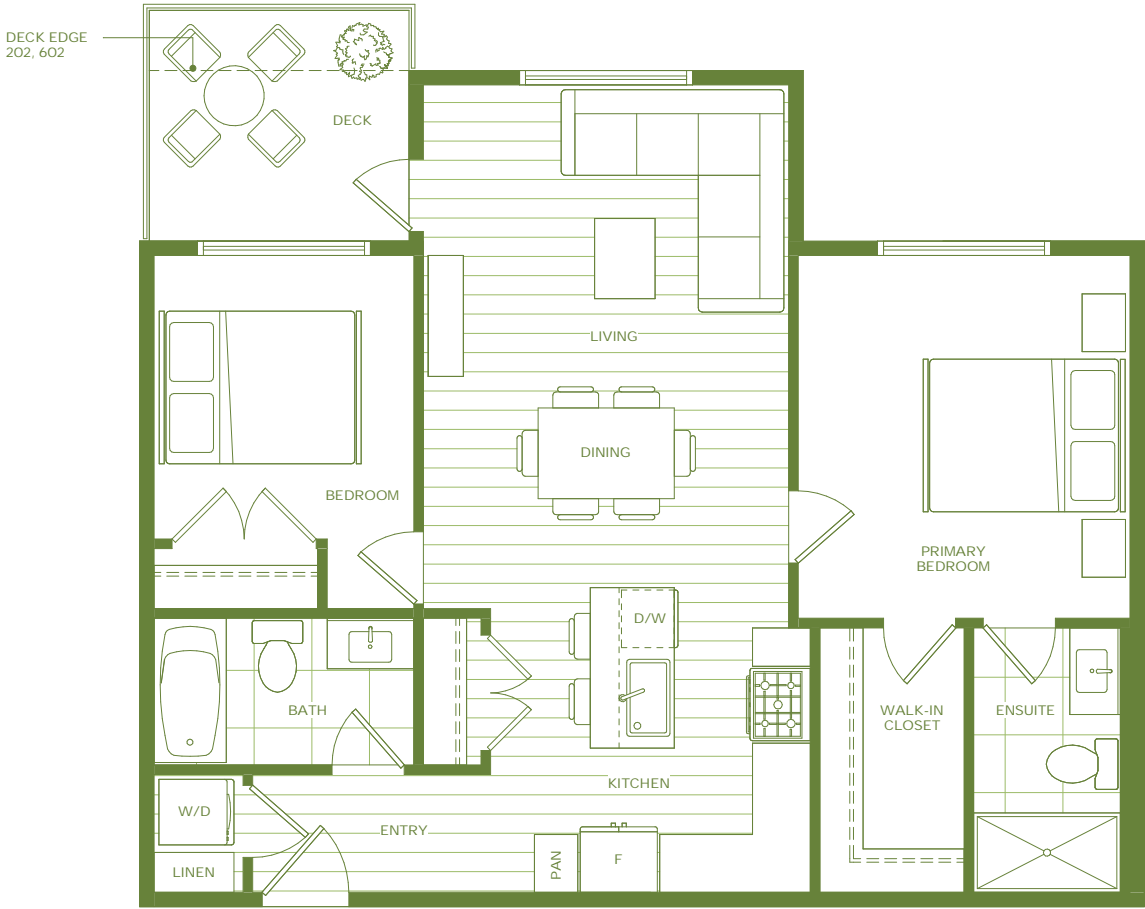 DECK EDGE
202, 602
DECK
LIVING
DINING
BEDROOM
PRIMARY
BEDROOM
D/W
BATH
WALK-IN
CLOSET
ENSUITE
KITCHEN
W/D
ENTRY
LINEN
PAN
F